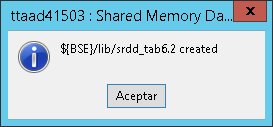 ttaad41503 : Shared Memory Da...
${BSE}/lib/srdd_tab6.2 created
Aceptar